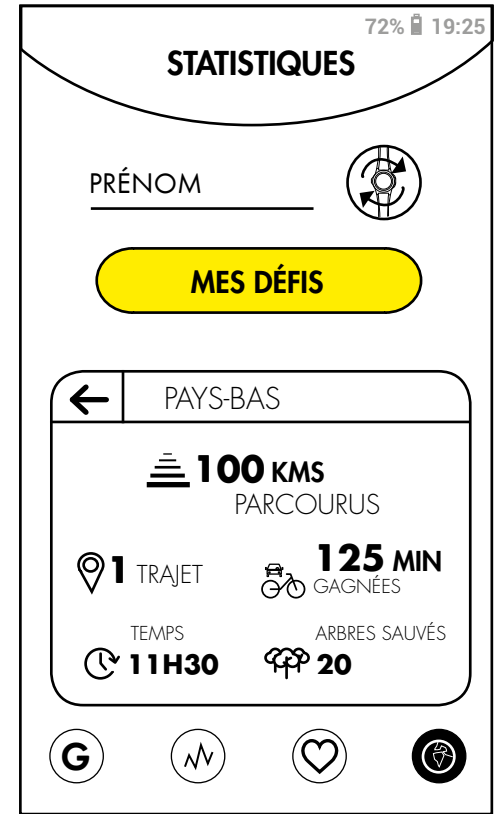 72% 19:25
STATISTIQUES
PRÉNOM
MES DÉFIS
PAYS-BAS
100 KMS
PARCOURUS
1 TRAJET
125 MIN
GAGNÉES
TEMPS
11H30
ARBRES SAUVÉS
20
G